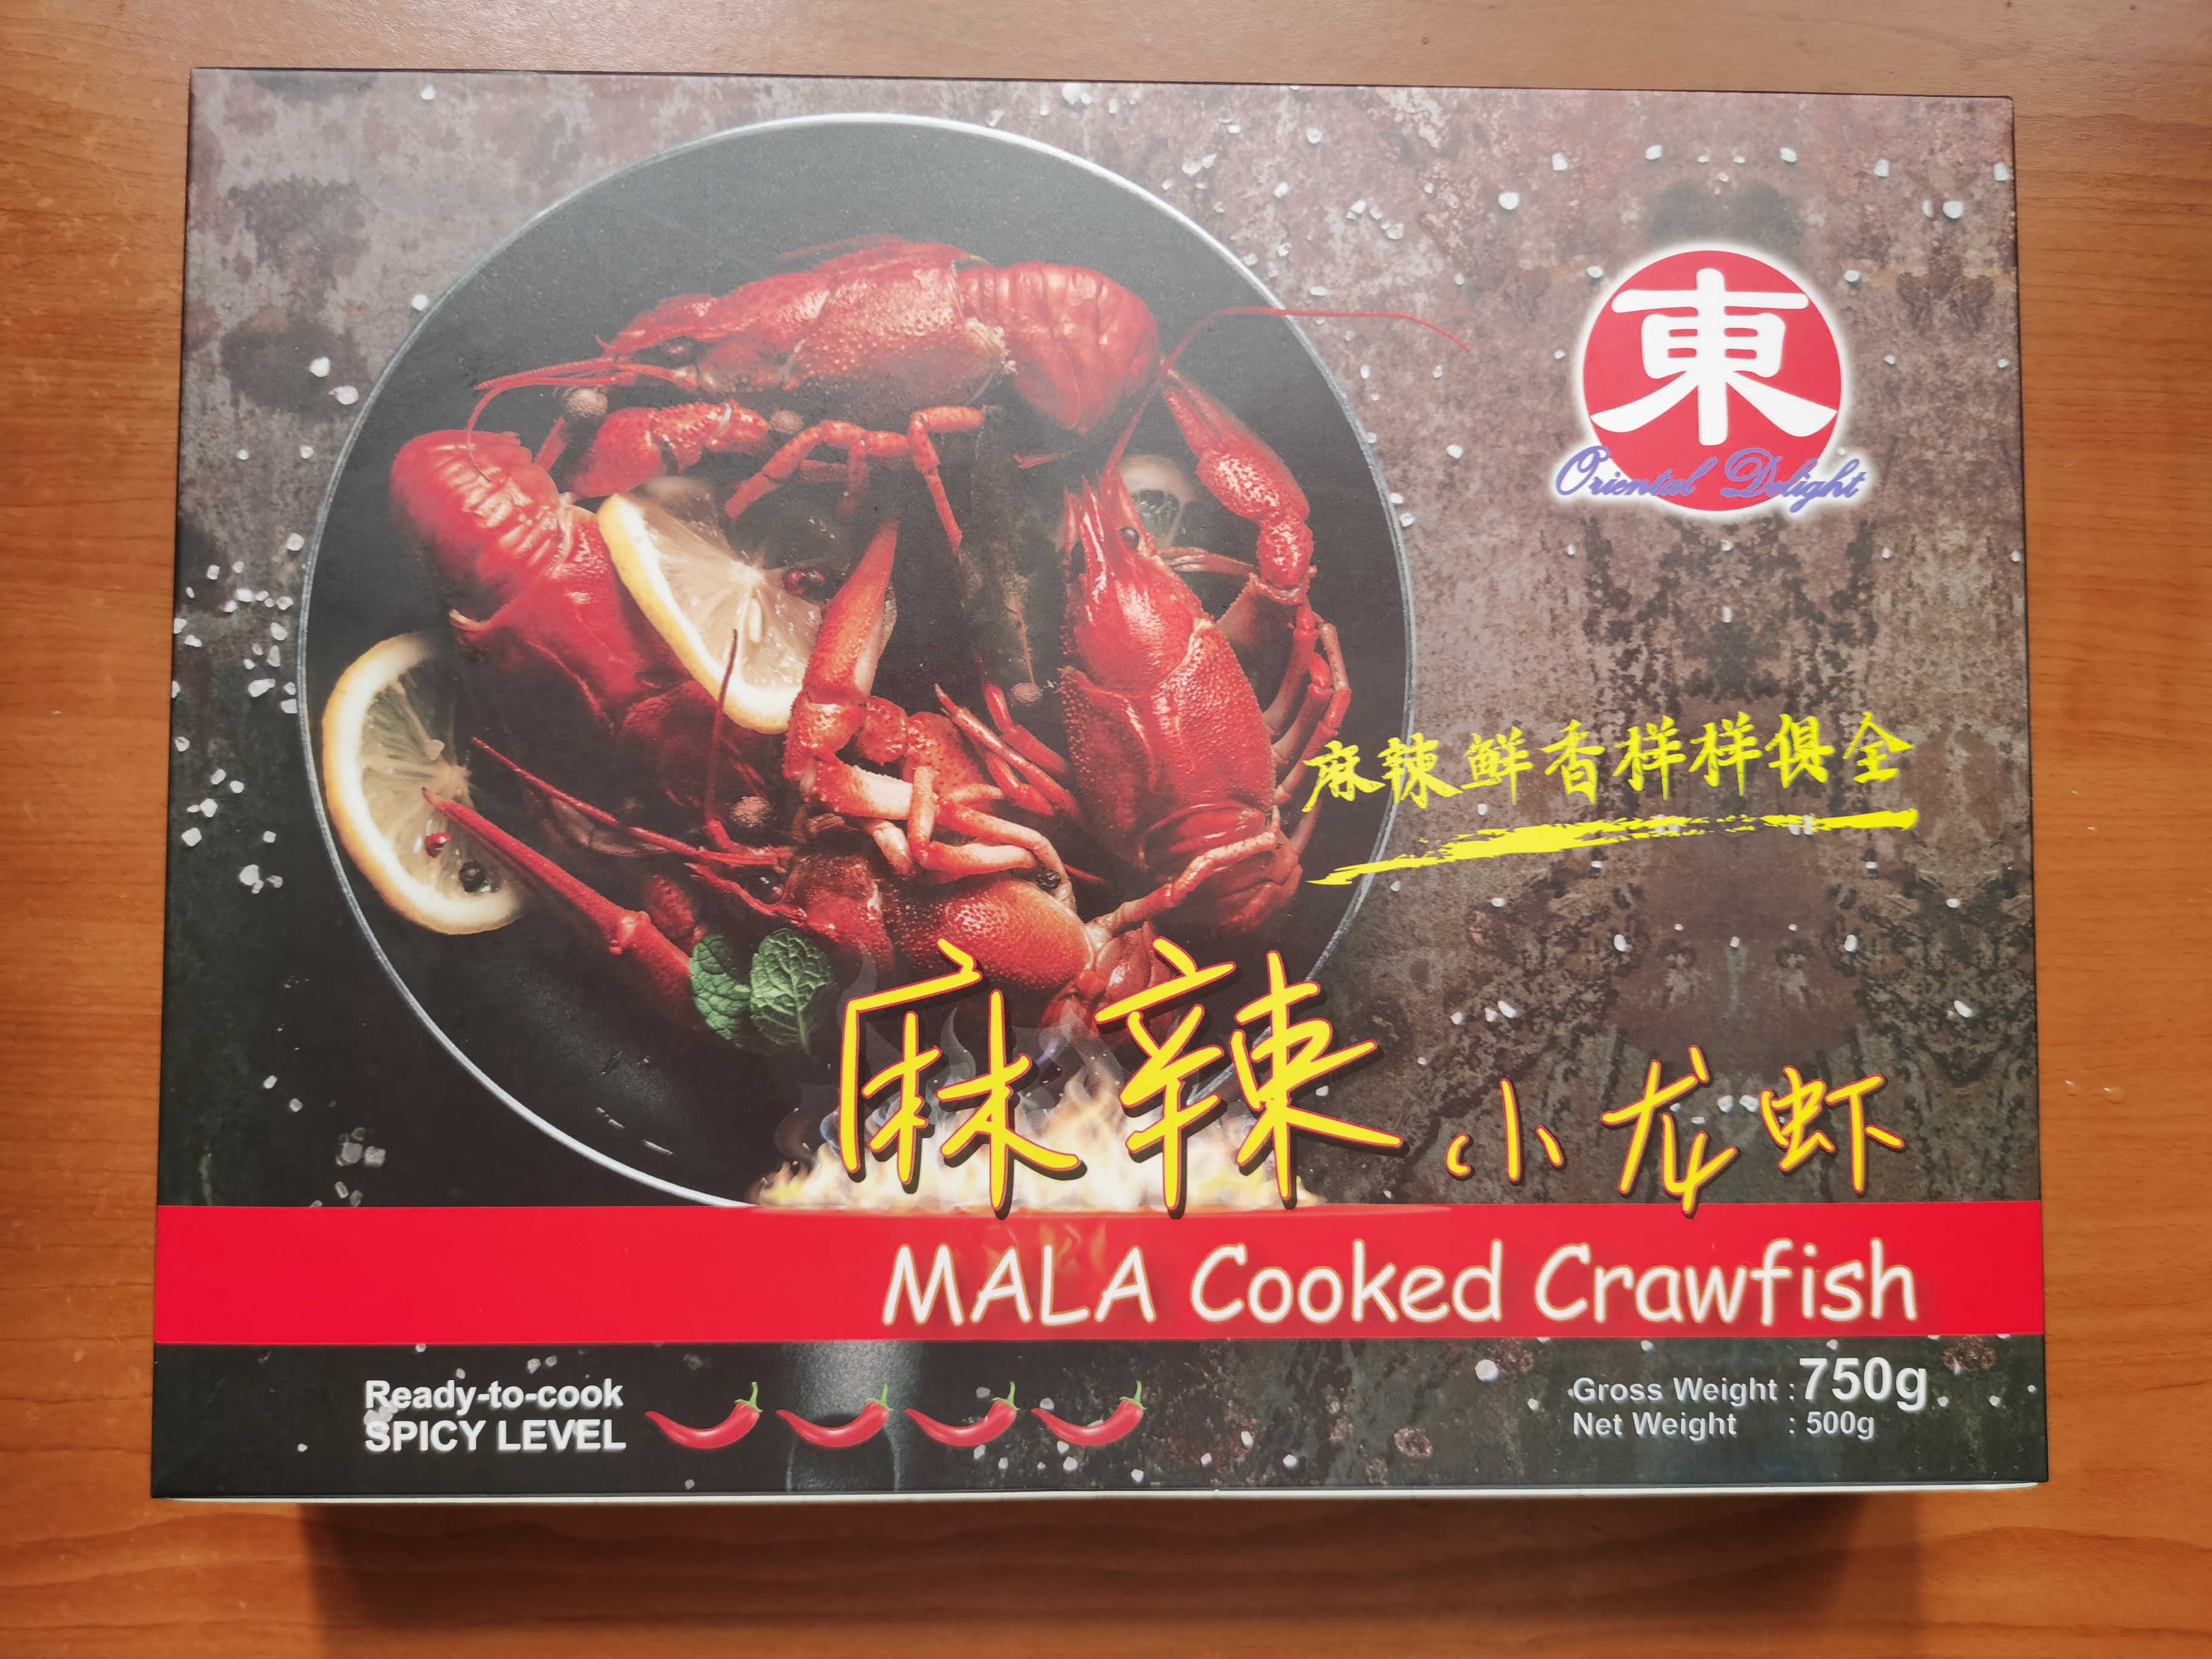 東
Oriental Delight
麻辣鲜香样样俱全
麻辣小龙虾
MALA Cooked Crawfish
Ready-to-cook
SPICY LEVEL
Gross Weight : 750g
Net Weight : 500g